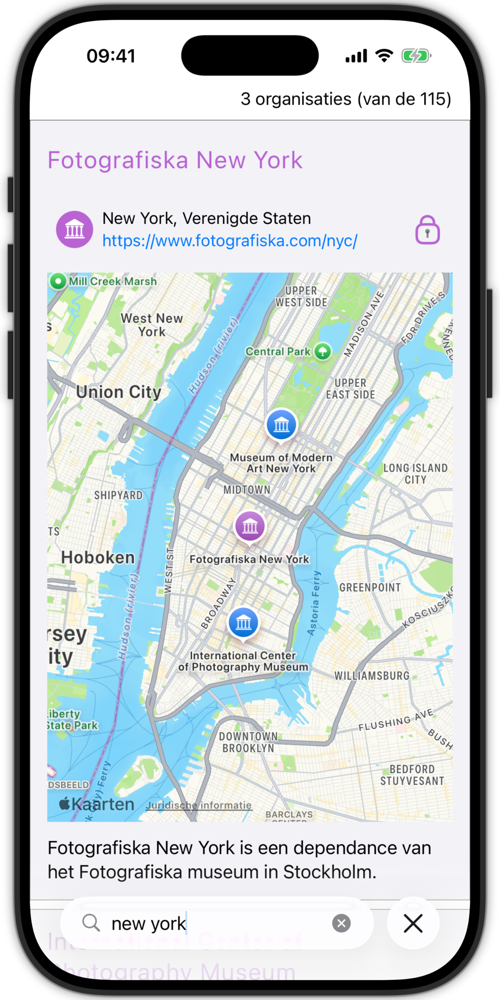 09:41
3 organisaties (van de 115)
Fotografiska New York
New York, Verenigde Staten
https://www.fotografiska.com/nyc/
Mill Creek Marsh
UPPER
WEST SIDE
West New
York
MADISON AVE
FDR DRIVE S
Hudson (rivier)
Central Park
UPPER
EAST SIDE
Union City
Museum of Modern
Art New York
LONG ISLAND
CITY
MIDTOWN
SHIPYARD
TS
Hoboken
Fotografiska New York
WEST ST
BROADWAY
Astoria Ferry
GREENPOINT
Hudson (rivier)
KOSCIUSZKO
rsey
ity
International Center
of Photography Museum
WILLIAMSBURG
Liberty
State Park
FLUSHING AVE
BUSH
DOWNTOWN
BROOKLYN
BEDFORD
STUYVESANT
DSBEELD
Ferry
Kaarten
Juridische informatie
BARCLAYS
CENTER
Fotografiska New York is een dependance van
het Fotografiska museum in Stockholm.
new york
International Center of
Photography Museum